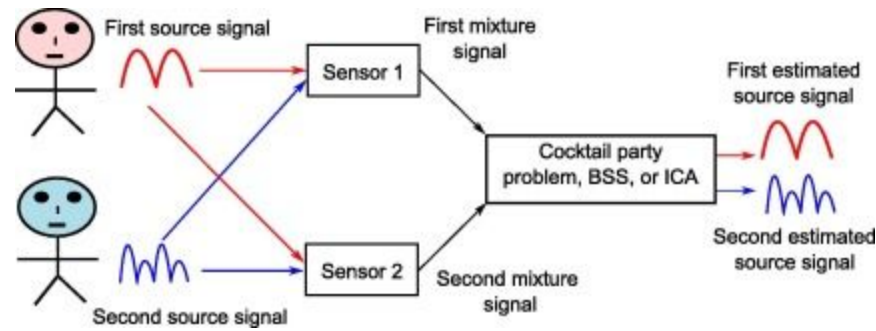 First source signal
First mixture
signal
Sensor 1
First estimated
source signal
Cocktail party
problem, BSS, or ICA
Second estimated
source signal
Sensor 2
Second mixture
signal
Second source signal